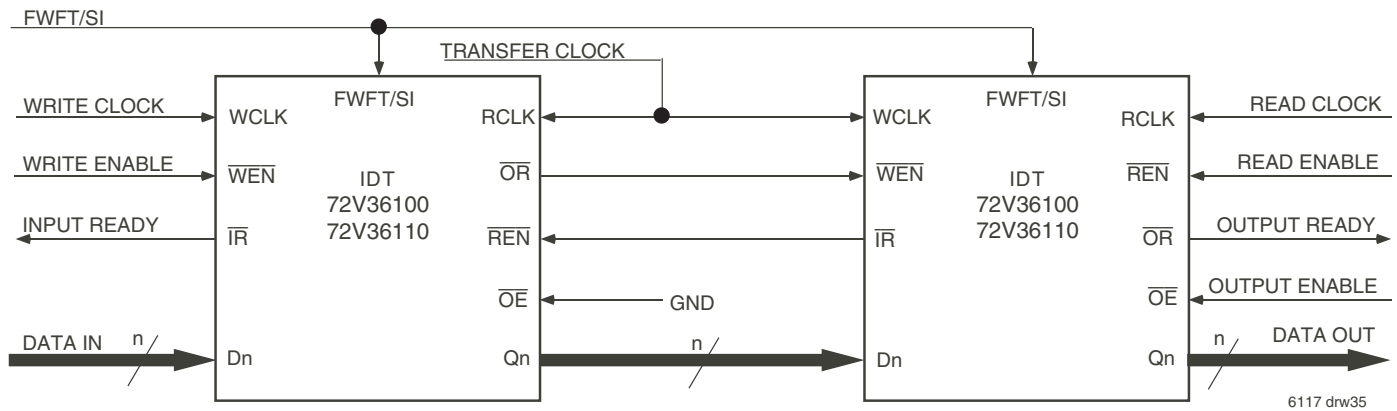 FWFT/SI
TRANSFER CLOCK
FWFT/SI
FWFT/SI
WRITE CLOCK
WCLK
RCLK
WCLK
RCLK
READ CLOCK
WRITE ENABLE
WEN
OR
WEN
REN
READ ENABLE
IDT
72V36100
72V36110
IDT
72V36100
72V36110
INPUT READY
IR
REN
IR
OR
OUTPUT READY
OE
GND
OE
OUTPUT ENABLE
DATA IN
n
Dn
Qn
n
Dn
Qn
n
DATA OUT
6117 drw35